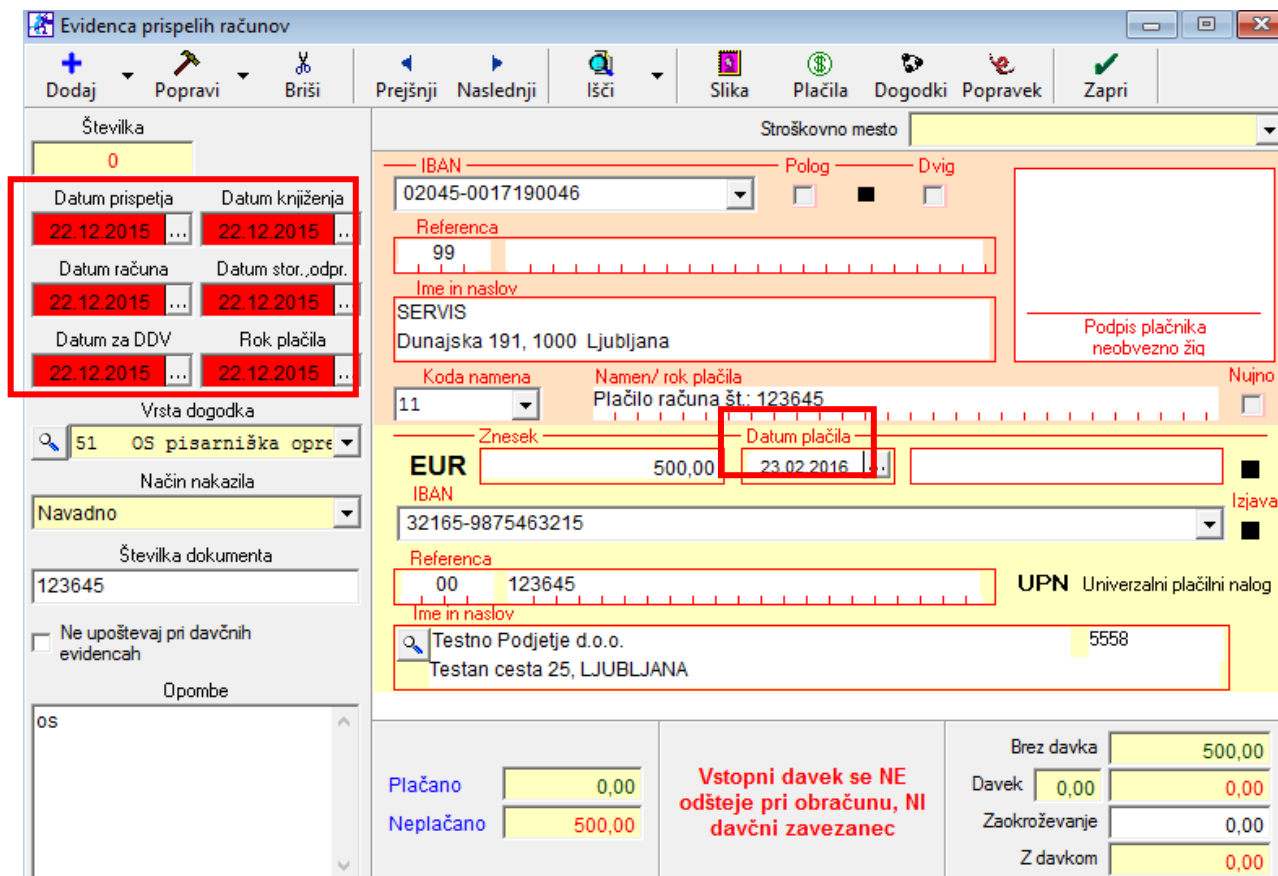 Evidenca prispelih računov
Dodaj Popravi Briši Prejšnji Naslednji Išči Slika Plačila Dogodki Popravek Zapri
Številka
0
Datum prispetja Datum knjiženja
22.12.2015 ... 22.12.2015 ...
Datum računa Datum stor.,odpr.
22.12.2015 ... 22.12.2015 ...
Datum za DDV Rok plačila
22.12.2015 ... 22.12.2015 ...
Vrsta dogodka
51 OS pisarniška opre
Način nakazila
Navadno
Številka dokumenta
123645
Ne upoštevaj pri davčnih
evidencah
Opombe
os
Stroškovno mesto
IBAN Polog Dvig
02045-0017190046
Referenca
99
Ime in naslov
SERVIS
Dunajska 191, 1000 Ljubljana
Podpis plačnika
neobvezno žig
Koda namena Namen/ rok plačila Nujno
11 Plačilo računa št.: 123645
Znesek Datum plačila
EUR 500,00 23.02.2016 ...
IBAN Izjava
32165-9875463215
Referenca
00 123645 UPN Univerzalni plačilni nalog
Ime in naslov
Testno Podjetje d.o.o. 5558
Testan cesta 25, LJUBLJANA
Plačano 0,00
Neplačano 500,00
Vstopni davek se NE
odšteje pri obračunu, NI
davčni zavezanec
Brez davka 500,00
Davek 0,00 0,00
Zaokroževanje 0,00
Z davkom 0,00